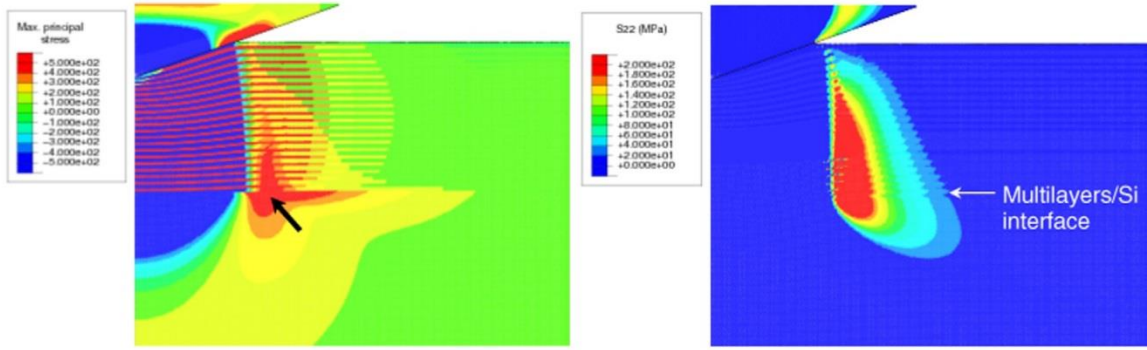 Max. principal
stress
+5.000e+02
+4.000e+02
+3.000e+02
+2.000e+02
+1.000e+02
+0.000e+00
−1.000e+02
−2.000e+02
−3.000e+02
−4.000e+02
−5.000e+02
S22 (MPa)
+2.000e+02
+1.800e+02
+1.600e+02
+1.400e+02
+1.200e+02
+1.000e+02
+8.000e+01
+6.000e+01
+4.000e+01
+2.000e+01
+0.000e+00
Multilayers/Si
interface